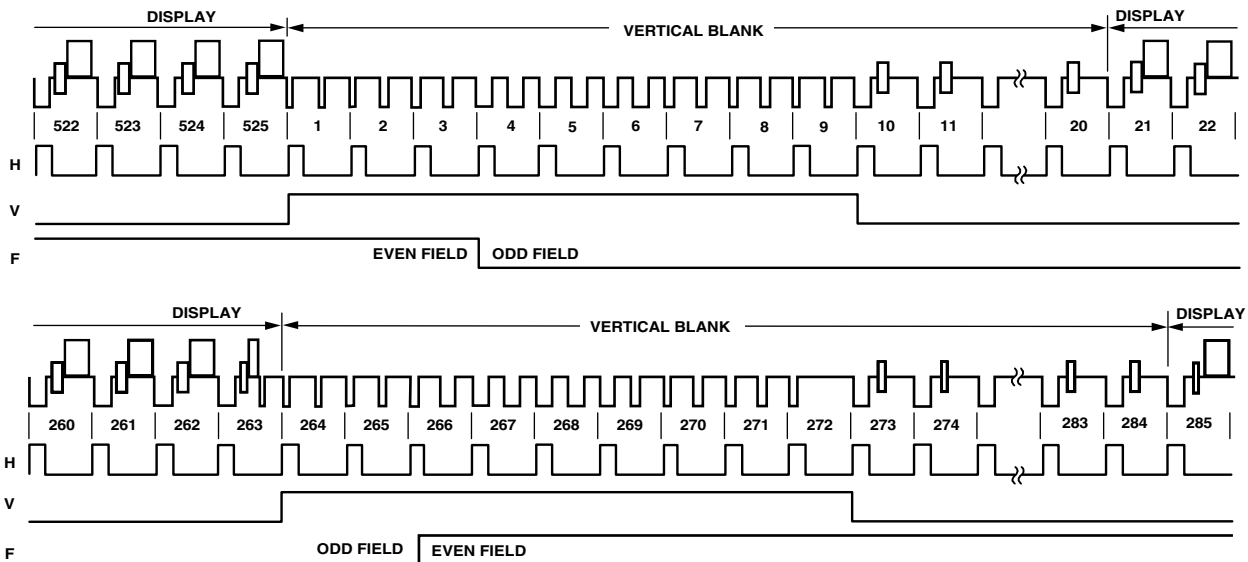 DISPLAY VERTICAL BLANK DISPLAY
522 523 524 525 1 2 3 4 5 6 7 8 9 10 11 20 21 22
H
V
F EVEN FIELD ODD FIELD
DISPLAY VERTICAL BLANK DISPLAY
260 261 262 263 264 265 266 267 268 269 270 271 272 273 274 283 284 285
H
V
F ODD FIELD EVEN FIELD